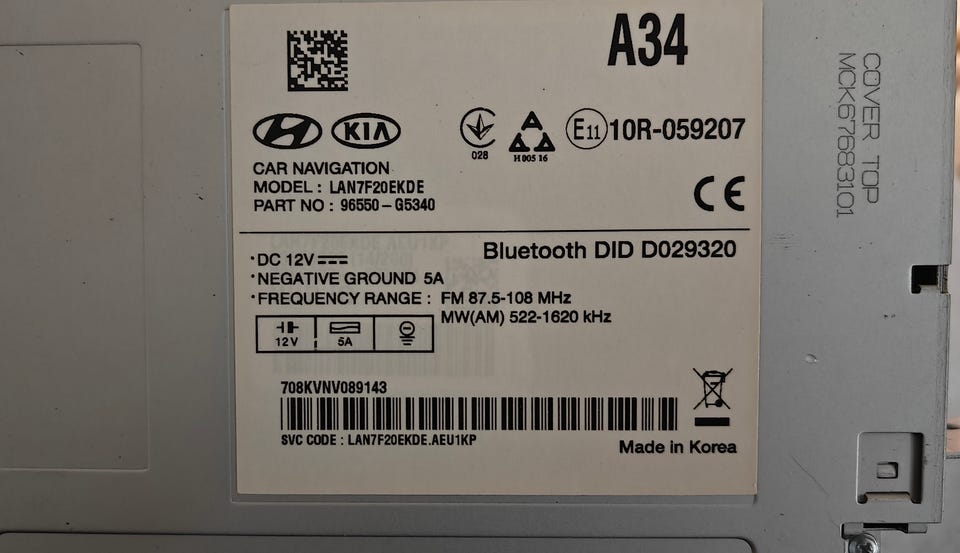 A34
KIA
028
H 005 16
E11 10R-059207
CAR NAVIGATION
MODEL : LAN7F20EKDE
PART NO : 96550-G5340
CE
Bluetooth DID D029320
•DC 12V
•NEGATIVE GROUND 5A
•FREQUENCY RANGE : FM 87.5-108 MHz
MW(AM) 522-1620 kHz
12V 5A
708KVNV089143
SVC CODE : LAN7F20EKDE.AEU1KP
Made in Korea
COVER TOP
MCK67683101